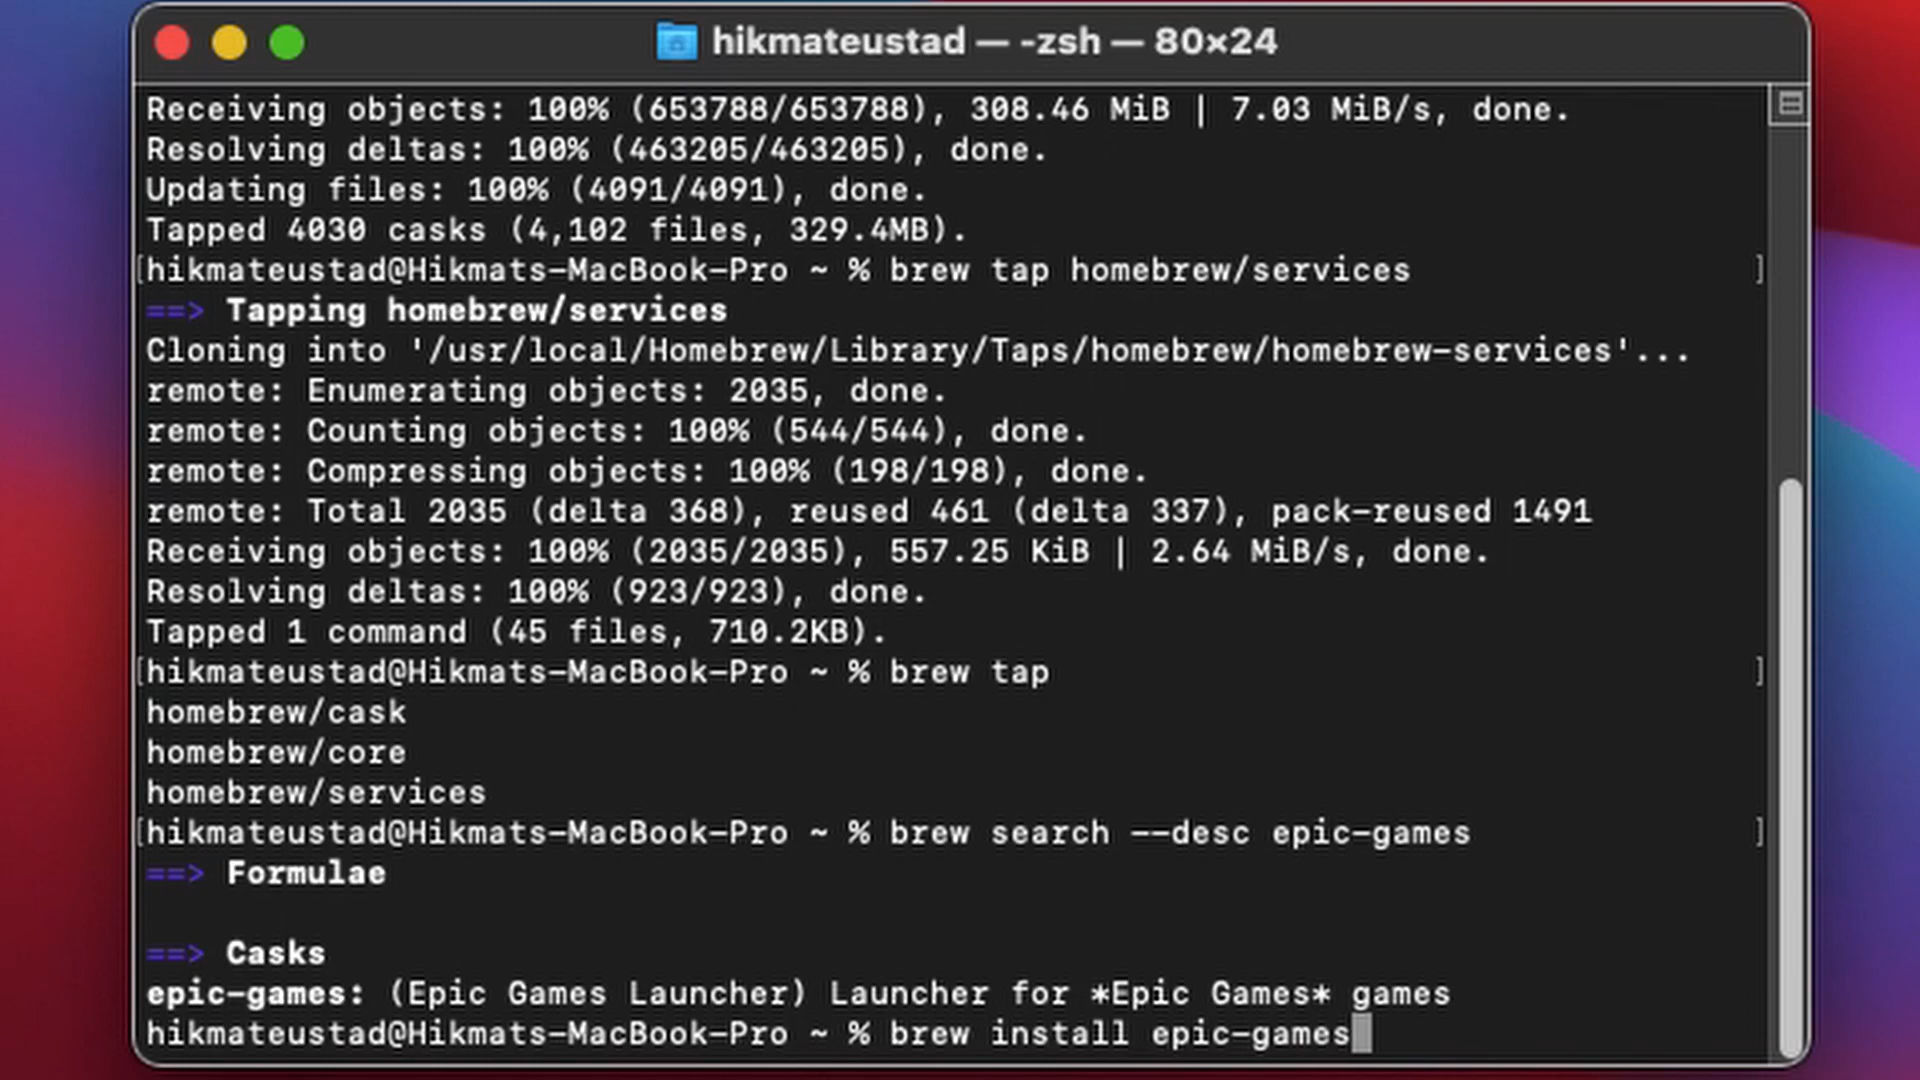 hikmateustad — -zsh — 80×24
Receiving objects: 100% (653788/653788), 308.46 MiB | 7.03 MiB/s, done.
Resolving deltas: 100% (463205/463205), done.
Updating files: 100% (4091/4091), done.
Tapped 4030 casks (4,102 files, 329.4MB).
[hikmateustad@Hikmats-MacBook-Pro ~ % brew tap homebrew/services ]
==> Tapping homebrew/services
Cloning into '/usr/local/Homebrew/Library/Taps/homebrew/homebrew-services'...
remote: Enumerating objects: 2035, done.
remote: Counting objects: 100% (544/544), done.
remote: Compressing objects: 100% (198/198), done.
remote: Total 2035 (delta 368), reused 461 (delta 337), pack-reused 1491
Receiving objects: 100% (2035/2035), 557.25 KiB | 2.64 MiB/s, done.
Resolving deltas: 100% (923/923), done.
Tapped 1 command (45 files, 710.2KB).
[hikmateustad@Hikmats-MacBook-Pro ~ % brew tap ]
homebrew/cask
homebrew/core
homebrew/services
[hikmateustad@Hikmats-MacBook-Pro ~ % brew search --desc epic-games ]
==> Formulae
==> Casks
epic-games: (Epic Games Launcher) Launcher for *Epic Games* games
hikmateustad@Hikmats-MacBook-Pro ~ % brew install epic-games